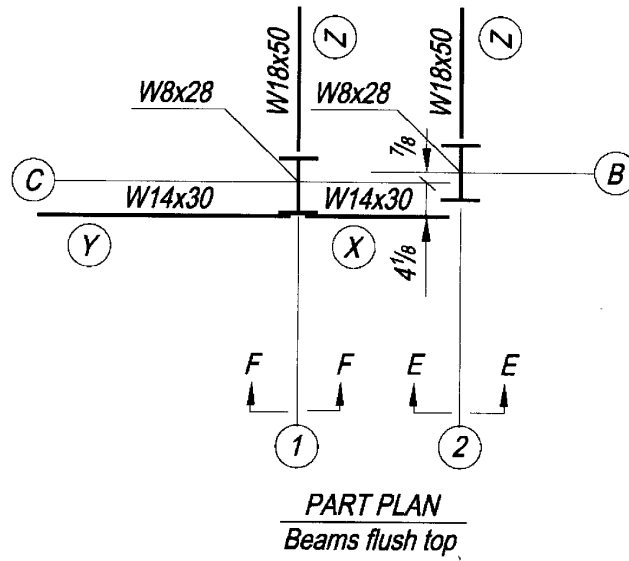 Z
Z
W18x50
W18x50
W8x28
W8x28
7/8
C
B
W14x30
W14x30
Y
X
4 1/8
F
F
E
E
1
2
PART PLAN
Beams flush top